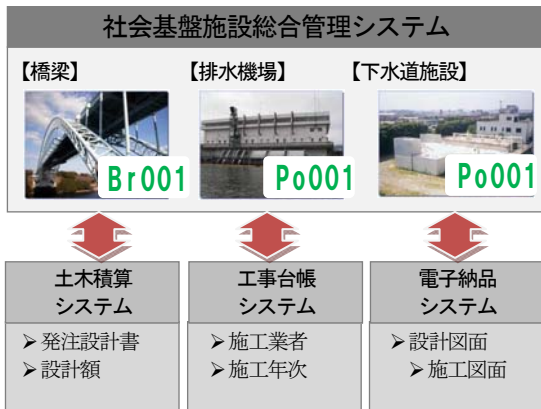 社会基盤施設総合管理システム
【橋梁】 【排水機場】 【下水道施設】
Br001 Po001 Po001
土木積算
システム
➢発注設計書
➢設計額
工事台帳
システム
➢施工業者
➢施工年次
電子納品
システム
➢設計図面
➢施工図面